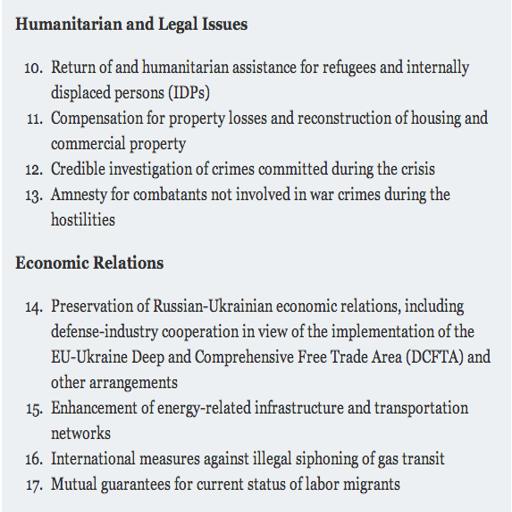 Humanitarian and Legal Issues
10. Return of and humanitarian assistance for refugees and internally
displaced persons (IDPs)
11. Compensation for property losses and reconstruction of housing and
commercial property
12. Credible investigation of crimes committed during the crisis
13. Amnesty for combatants not involved in war crimes during the
hostilities
Economic Relations
14. Preservation of Russian-Ukrainian economic relations, including
defense-industry cooperation in view of the implementation of the
EU-Ukraine Deep and Comprehensive Free Trade Area (DCFTA) and
other arrangements
15. Enhancement of energy-related infrastructure and transportation
networks
16. International measures against illegal siphoning of gas transit
17. Mutual guarantees for current status of labor migrants